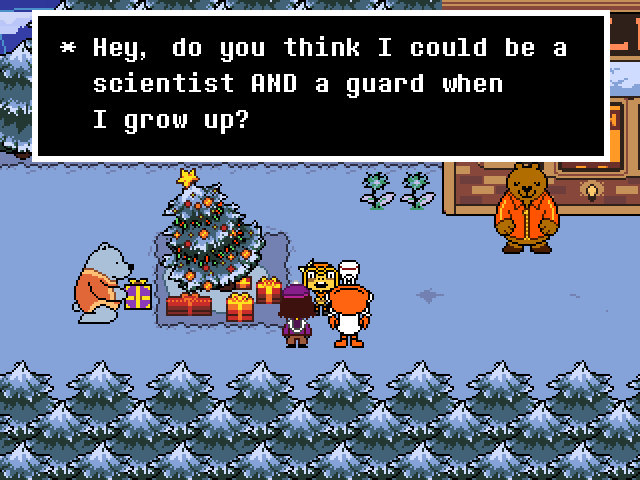 * Hey, do you think I could be a
scientist AND a guard when
I grow up?